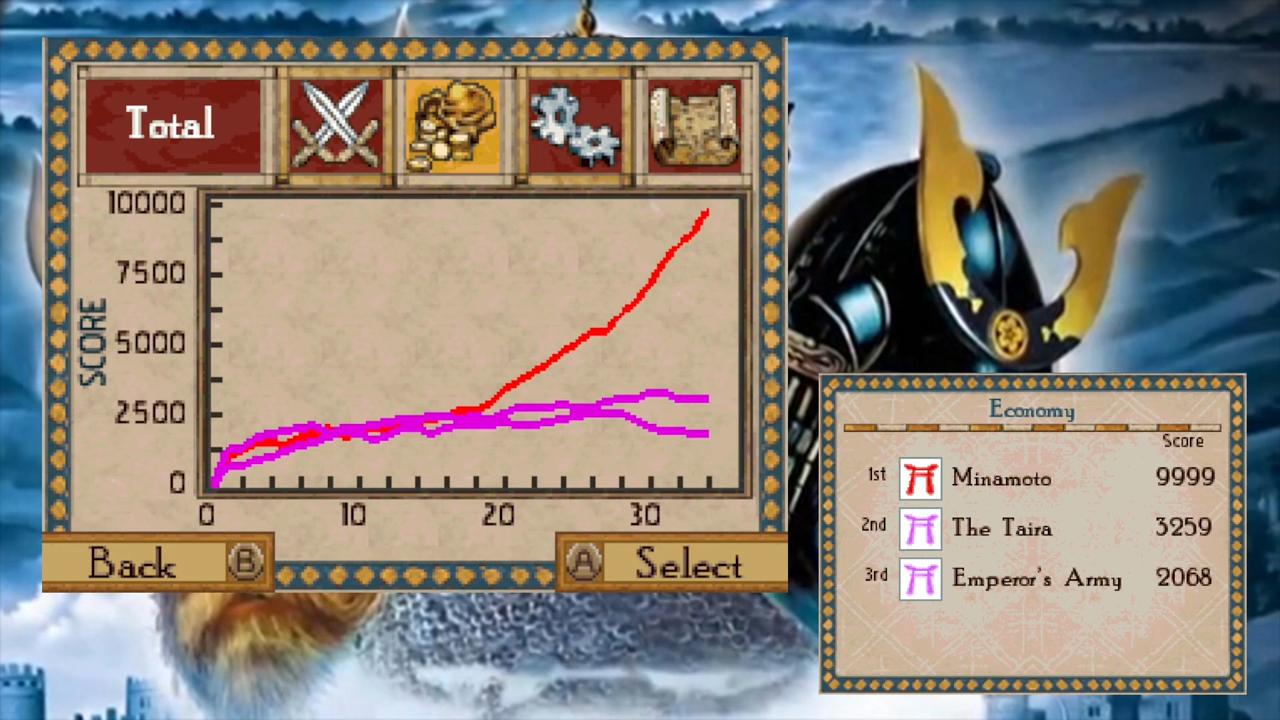 Total
10000
7500
5000
2500
0
SCORE
0 10 20 30
Back B
A Select
Economy
Score
1st Minamoto 9999
2nd The Taira 3259
3rd Emperor's Army 2068